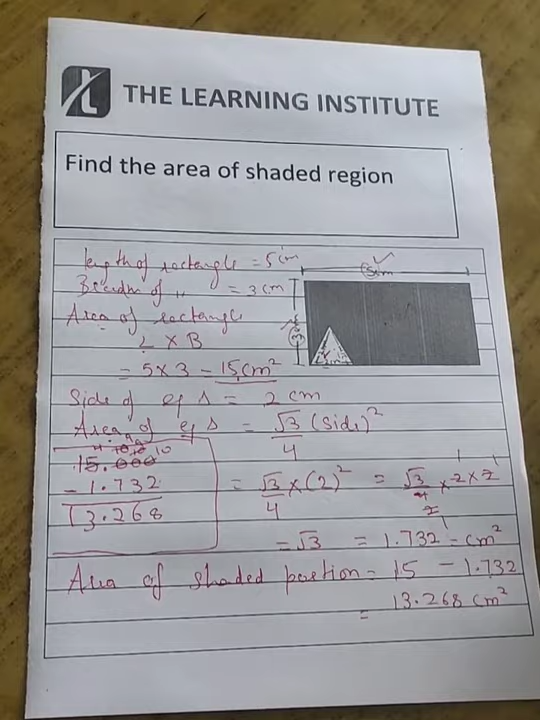 THE LEARNING INSTITUTE
Find the area of shaded region
length of rectangle = 5cm
Breadth of " = 3cm
5cm
Area of rectangle
L × B
= 5×3 = 15cm²
Side of eq Δ = 2 cm
Area of eq Δ = √3/4 (side)²
15.000
- 1.732
13.268
= √3/4 × (2)² = √3/4 × 2 × 2
= √3 = 1.732 cm²
Area of shaded portion = 15 - 1.732
= 13.268 cm²